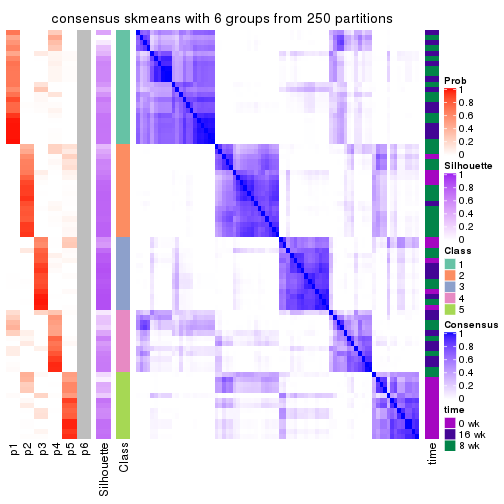 consensus skmeans with 6 groups from 250 partitions
Prob
1
0.8
0.6
0.4
0.2
0
Silhouette
1
0.8
0.6
0.4
0.2
0
Class
1
2
3
4
5
Consensus
1
0.8
0.6
0.4
0.2
0
time
0 wk
16 wk
8 wk
p1
p2
p3
p4
p5
p6
Silhouette
Class
time